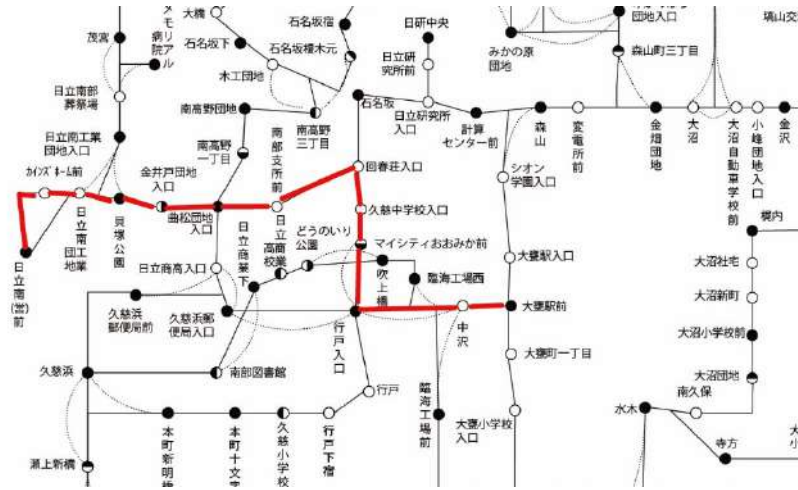 大橋
石名坂宿
茂宮
メモリアル病院
石名坂下
石名坂榎木元
木工団地
日研中央
日立研究所前
みかの原団地
団地入口
森山町三丁目
塙山交
日立南部葬祭場
南高野団地
石名坂
日立研究所入口
計算センター前
森山
変電所前
金畑団地
大沼
大沼自動車学校前
小峰団地入口
金沢
日立南工業団地入口
南高野一丁目
南高野三丁目
南部支所前
回春荘入口
シオン学園入口
カインズホーム前
金井戸団地入口
日立南工業団地
貝塚公園
曲松団地入口
日立商業下
日立商高入口
どうのいり公園
久慈中学校入口
マイシティおおみか前
吹上橋
臨海工場西
大甕駅入口
橋内
大沼社宅
大沼新町
大沼小学校前
大沼団地
日立南(営)前
久慈浜郵便局前
久慈浜郵便局入口
行戸入口
中沢
大甕駅前
大甕町一丁目
久慈浜
南部図書館
行戸
臨海工場前
大甕小学校入口
水木
南久保
寺方
瀬上新橋
本町新明橋
本町十文字
久慈小学校
行戸下宿